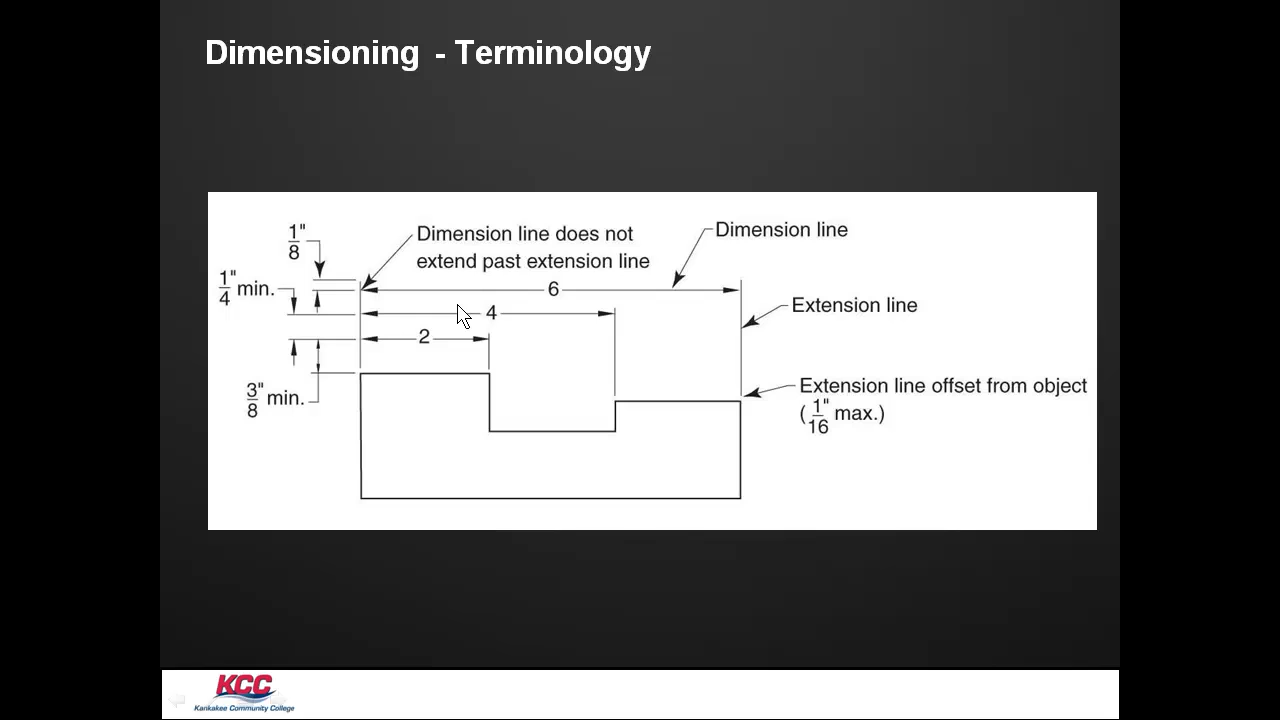 Dimensioning - Terminology
1"
8
Dimension line does not
extend past extension line
Dimension line
1"
4 min.
6
4
2
Extension line
3"
8 min.
Extension line offset from object
(1"
16 max.)
KCC
Kankakee Community College